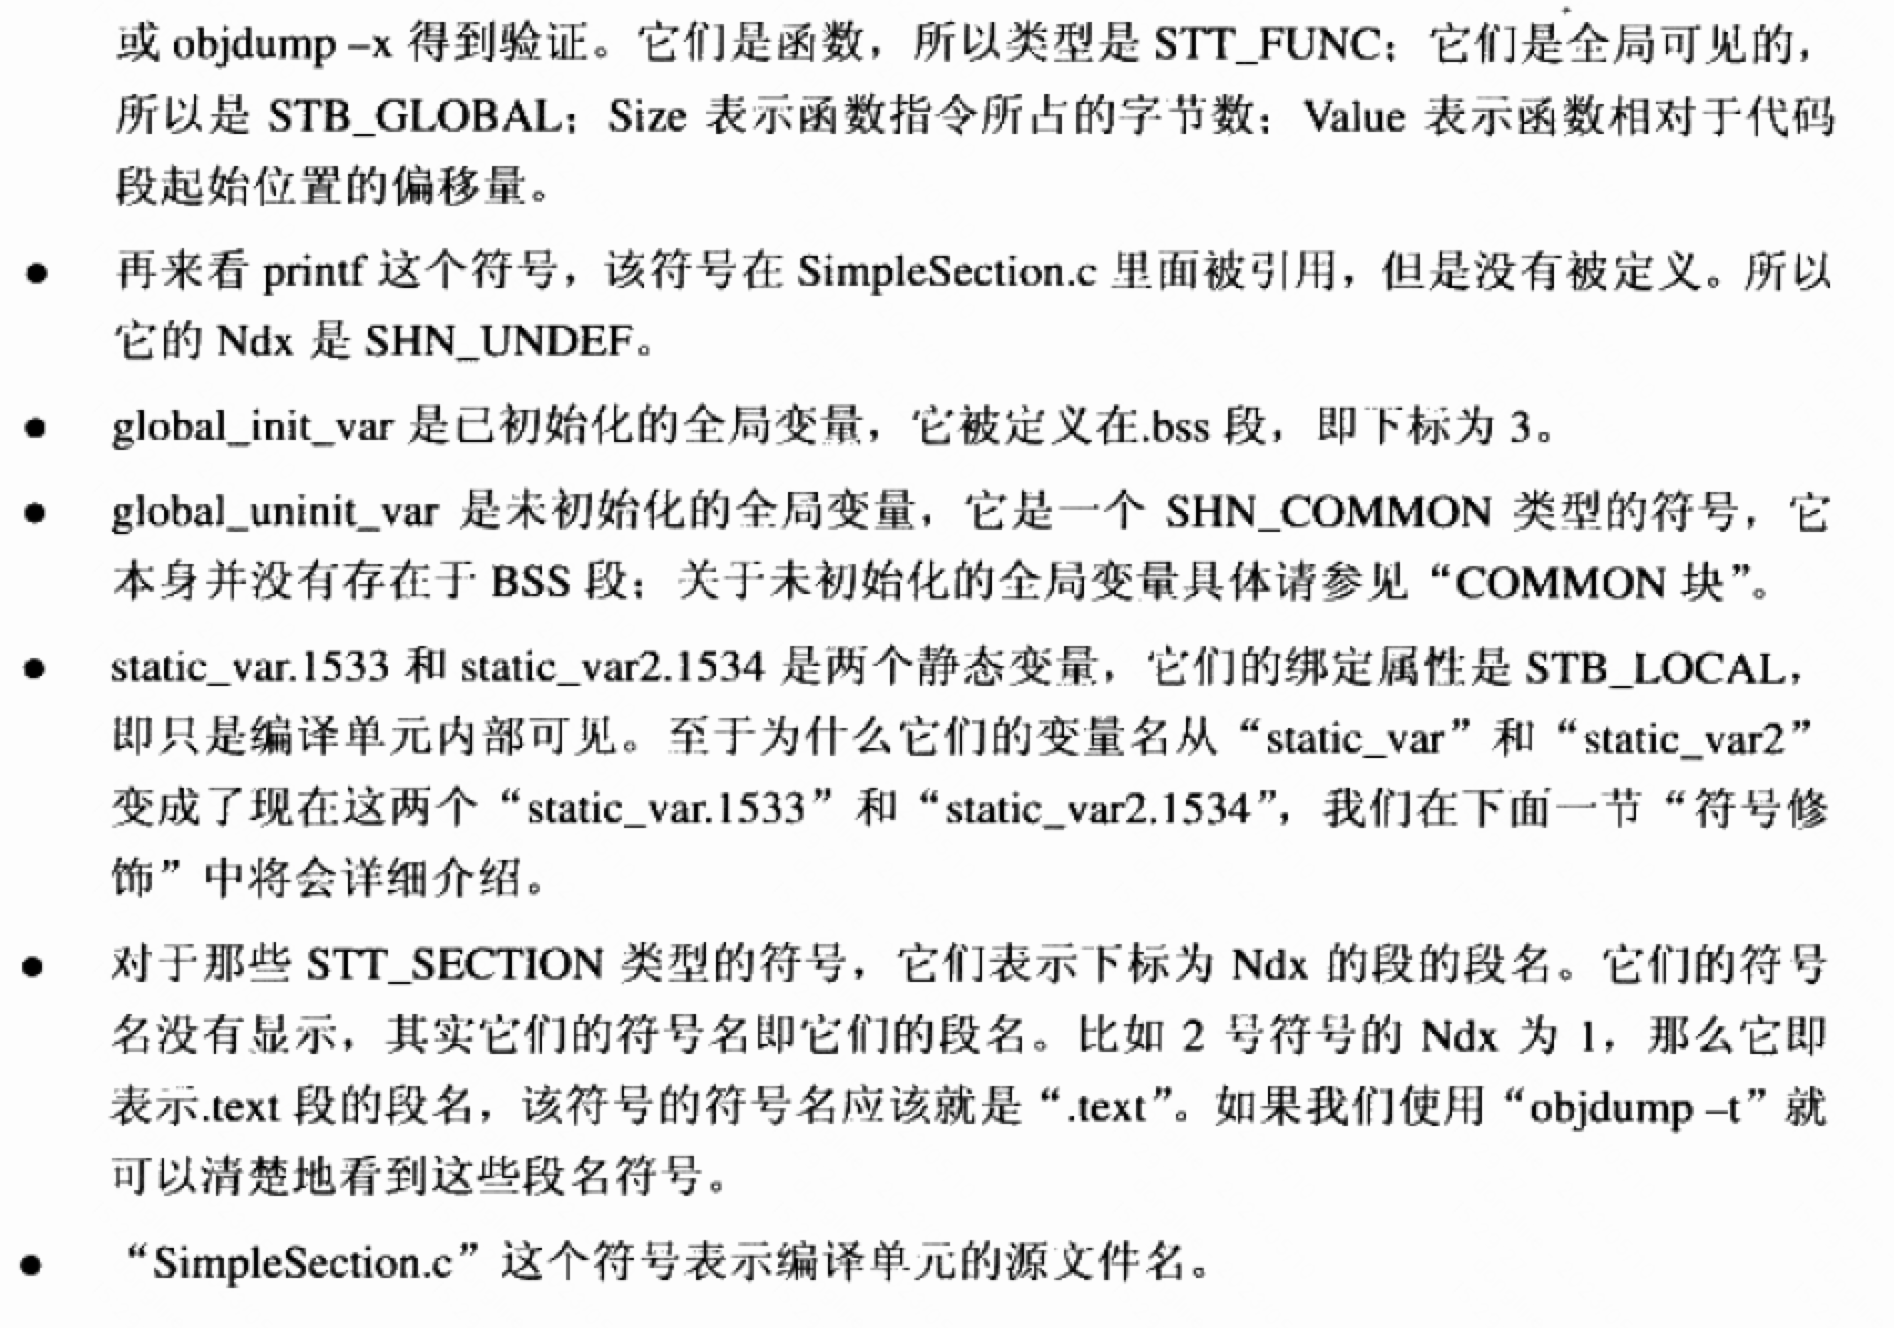 或 objdump –x 得到验证。它们是函数，所以类型是 STT_FUNC；它们是全局可见的，
所以是 STB_GLOBAL；Size 表示函数指令所占的字节数；Value 表示函数相对于代码
段起始位置的偏移量。
● 再来看 printf 这个符号，该符号在 SimpleSection.c 里面被引用，但是没有被定义。所以
它的 Ndx 是 SHN_UNDEF。
● global_init_var 是已初始化的全局变量，它被定义在.bss 段，即下标为 3。
● global_uninit_var 是未初始化的全局变量，它是一个 SHN_COMMON 类型的符号，它
本身并没有存在于 BSS 段；关于未初始化的全局变量具体请参见“COMMON 块”。
● static_var.1533 和 static_var2.1534 是两个静态变量，它们的绑定属性是 STB_LOCAL，
即只是编译单元内部可见。至于为什么它们的变量名从“static_var”和“static_var2”
变成了现在这两个“static_var.1533”和“static_var2.1534”，我们在下面一节“符号修
饰”中将会详细介绍。
● 对于那些 STT_SECTION 类型的符号，它们表示下标为 Ndx 的段的段名。它们的符号
名没有显示，其实它们的符号名即它们的段名。比如 2 号符号的 Ndx 为 1，那么它即
表示.text 段的段名，该符号的符号名应该就是“.text”。如果我们使用“objdump –t”就
可以清楚地看到这些段名符号。
● “SimpleSection.c”这个符号表示编译单元的源文件名。